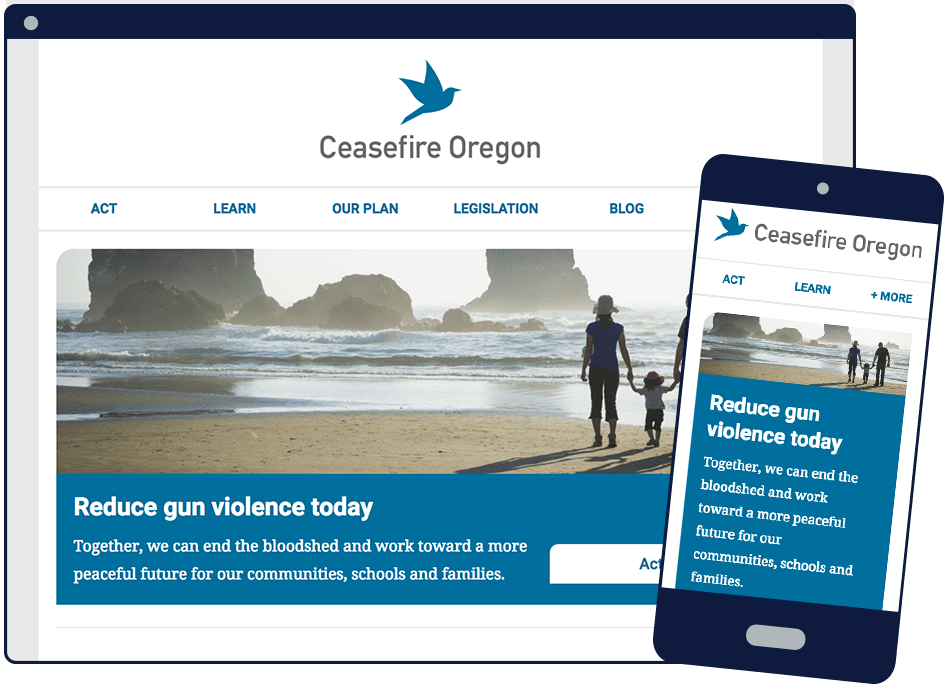 Ceasefire Oregon
ACT LEARN OUR PLAN LEGISLATION BLOG
Reduce gun violence today
Together, we can end the bloodshed and work toward a more
peaceful future for our communities, schools and families.
Act
Ceasefire Oregon
ACT LEARN + MORE
Reduce gun
violence today
Together, we can end the
bloodshed and work
toward a more peaceful
future for our
communities, schools and
families.